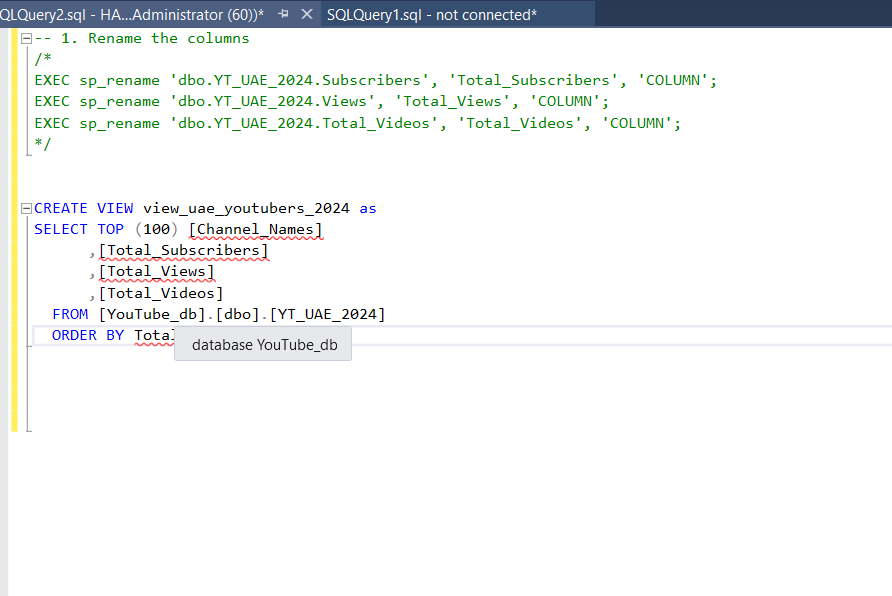 QLQuery2.sql - HA...Administrator (60))*
SQLQuery1.sql - not connected*
-- 1. Rename the columns
/*
EXEC sp_rename 'dbo.YT_UAE_2024.Subscribers', 'Total_Subscribers', 'COLUMN';
EXEC sp_rename 'dbo.YT_UAE_2024.Views', 'Total_Views', 'COLUMN';
EXEC sp_rename 'dbo.YT_UAE_2024.Total_Videos', 'Total_Videos', 'COLUMN';
*/
CREATE VIEW view_uae_youtubers_2024 as
SELECT TOP (100) [Channel_Names]
,[Total_Subscribers]
,[Total_Views]
,[Total_Videos]
FROM [YouTube_db].[dbo].[YT_UAE_2024]
ORDER BY Total
database YouTube_db